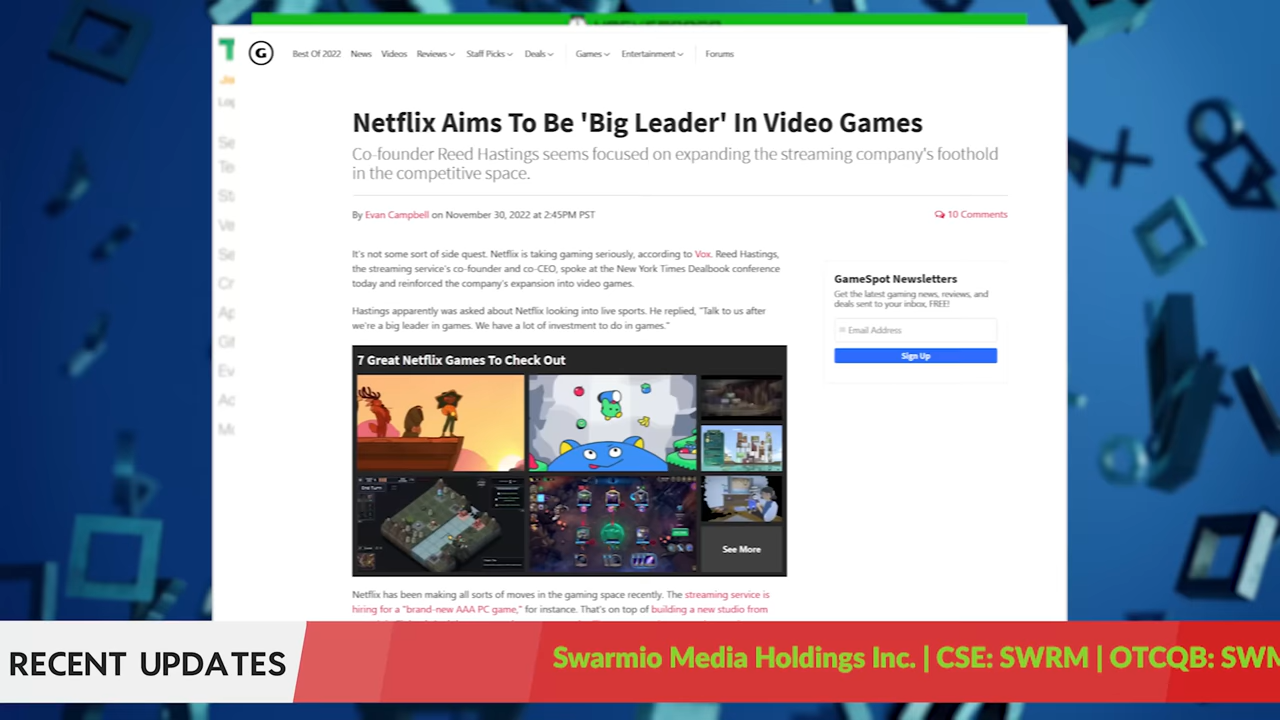 G
Best Of 2022 News Videos Reviews Staff Picks Deals Games Entertainment Forums
Netflix Aims To Be 'Big Leader' In Video Games
Co-founder Reed Hastings seems focused on expanding the streaming company's foothold
in the competitive space.
By Evan Campbell on November 30, 2022 at 2:45PM PST
10 Comments
It's not some sort of side quest. Netflix is taking gaming seriously, according to Vox. Reed Hastings,
the streaming service's co-founder and co-CEO, spoke at the New York Times Dealbook conference
today and reinforced the company's expansion into video games.
Hastings apparently was asked about Netflix looking into live sports. He replied, "Talk to us after
we're a big leader in games. We have a lot of investment to do in games."
GameSpot Newsletters
Get the latest gaming news, reviews, and
deals sent to your inbox, FREE!
Email Address
Sign Up
7 Great Netflix Games To Check Out
See More
Netflix has been making all sorts of moves in the gaming space recently. The streaming service is
hiring for a "brand-new AAA PC game," for instance. That's on top of building a new studio from
RECENT UPDATES
Swarmio Media Holdings Inc. | CSE: SWRM | OTCQB: SWM